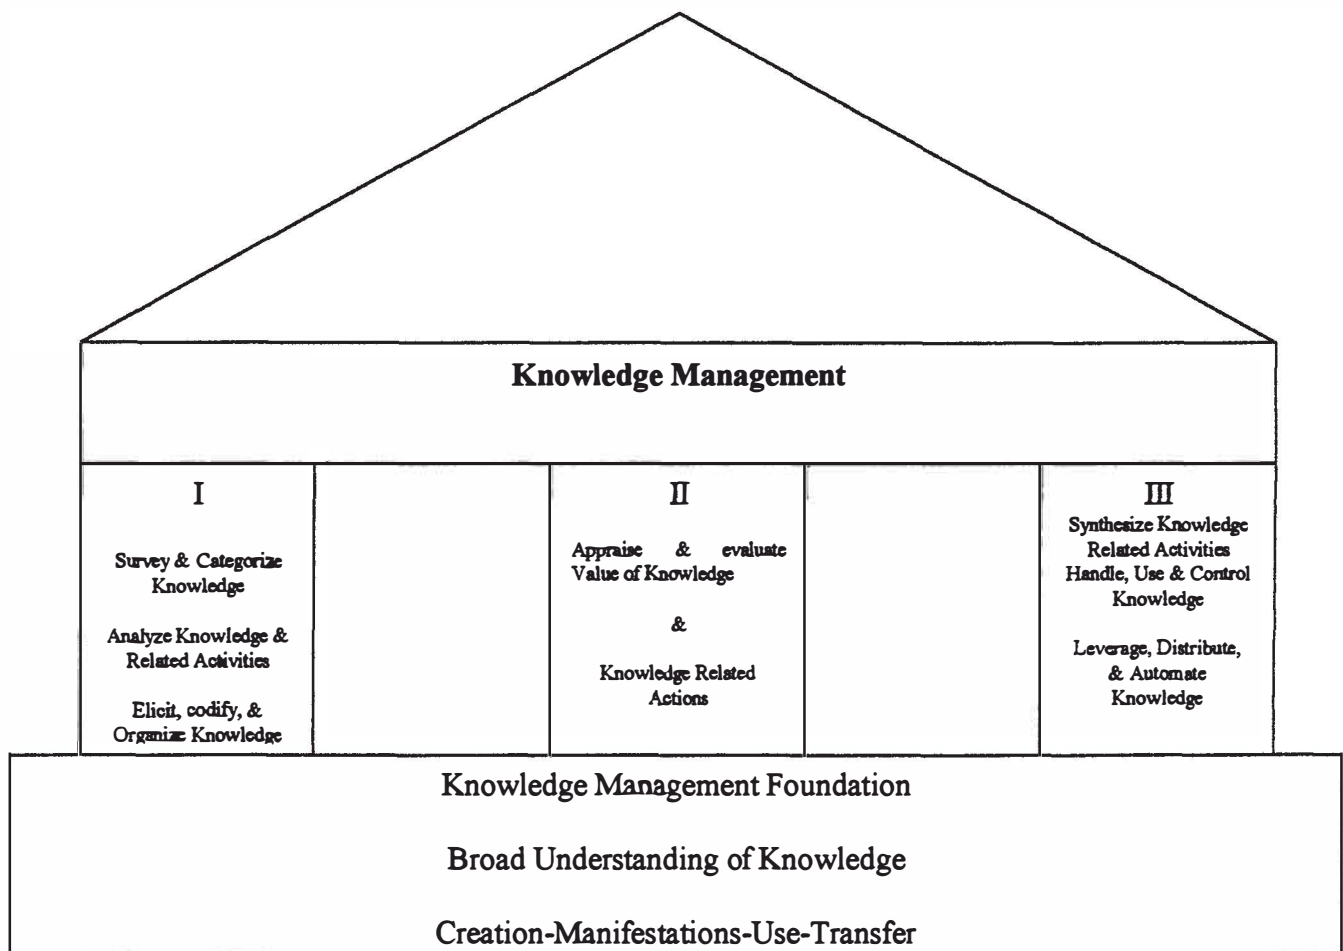 Knowledge Management
I
Survey & Categorize
Knowledge
Analyze Knowledge &
Related Activities
Elicit, codify, &
Organize Knowledge
II
Appraise & evaluate
Value of Knowledge
&
Knowledge Related
Actions
III
Synthesize Knowledge
Related Activities
Handle, Use & Control
Knowledge
Leverage, Distribute,
& Automate
Knowledge
Knowledge Management Foundation
Broad Understanding of Knowledge
Creation-Manifestations-Use-Transfer